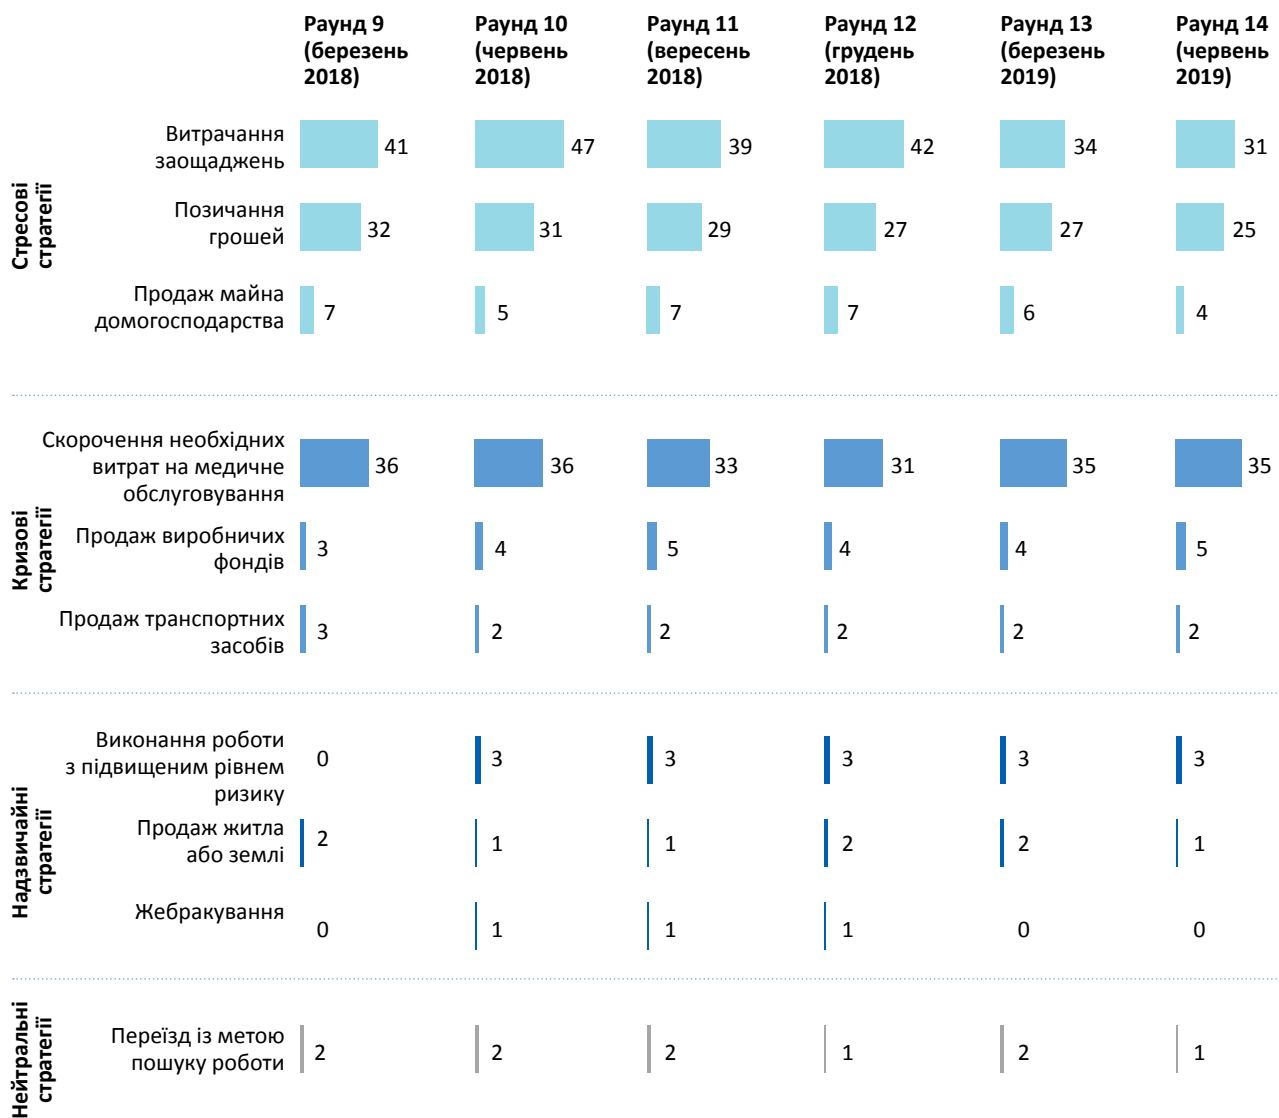 Раунд 9
(березень
2018)
Раунд 10
(червень
2018)
Раунд 11
(вересень
2018)
Раунд 12
(грудень
2018)
Раунд 13
(березень
2019)
Раунд 14
(червень
2019)
Стресові
стратегії
Витрачання
заощаджень
41
47
39
42
34
31
Позичання
грошей
32
31
29
27
27
25
Продаж майна
домогосподарства
7
5
7
7
6
4
Кризові
стратегії
Скорочення необхідних
витрат на медичне
обслуговування
36
36
33
31
35
35
Продаж виробничих
фондів
3
4
5
4
4
5
Продаж транспортних
засобів
3
2
2
2
2
2
Надзвичайні
стратегії
Виконання роботи
з підвищеним рівнем
ризику
0
3
3
3
3
3
Продаж житла
або землі
2
1
1
2
2
1
Жебракування
0
1
1
1
0
0
Нейтральні
стратегії
Переїзд із метою
пошуку роботи
2
2
2
1
2
1